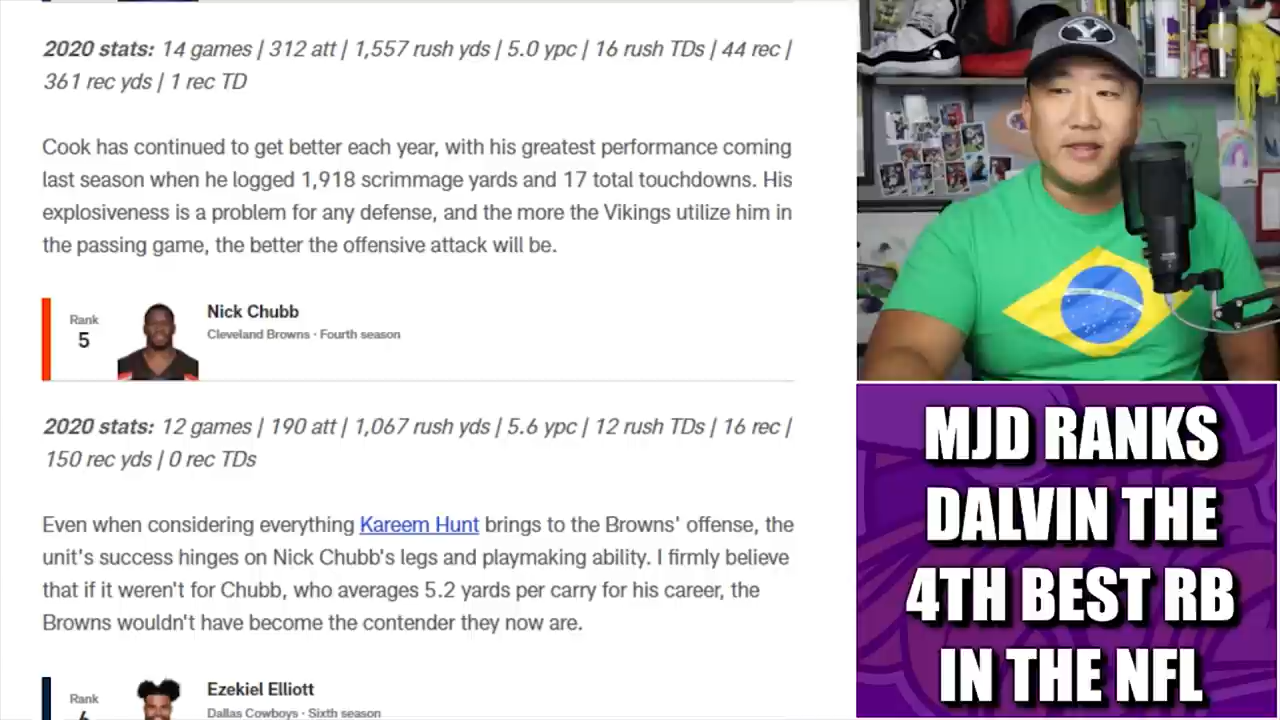 2020 stats: 14 games | 312 att | 1,557 rush yds | 5.0 ypc | 16 rush TDs | 44 rec |
361 rec yds | 1 rec TD
Cook has continued to get better each year, with his greatest performance coming
last season when he logged 1,918 scrimmage yards and 17 total touchdowns. His
explosiveness is a problem for any defense, and the more the Vikings utilize him in
the passing game, the better the offensive attack will be.
Rank
5
Nick Chubb
Cleveland Browns · Fourth season
2020 stats: 12 games | 190 att | 1,067 rush yds | 5.6 ypc | 12 rush TDs | 16 rec |
150 rec yds | 0 rec TDs
Even when considering everything Kareem Hunt brings to the Browns' offense, the
unit's success hinges on Nick Chubb's legs and playmaking ability. I firmly believe
that if it weren't for Chubb, who averages 5.2 yards per carry for his career, the
Browns wouldn't have become the contender they now are.
Rank
6
Ezekiel Elliott
Dallas Cowboys · Sixth season
Y
MJD RANKS
DALVIN THE
4TH BEST RB
IN THE NFL